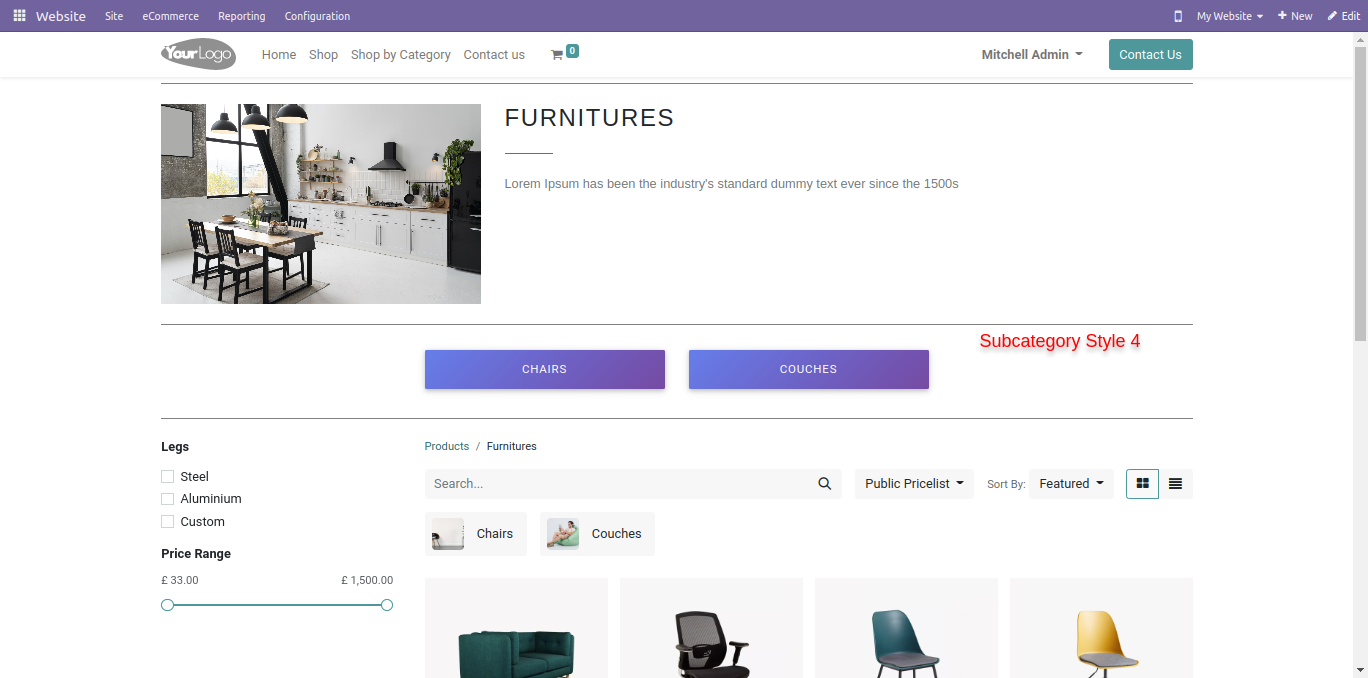 Website Site eCommerce Reporting Configuration My Website New Edit
YourLogo Home Shop Shop by Category Contact us 0 Mitchell Admin Contact Us
FURNITURES
Lorem Ipsum has been the industry's standard dummy text ever since the 1500s
Subcategory Style 4
CHAIRS COUCHES
Legs
Steel
Aluminium
Custom
Price Range
£ 33.00 £ 1,500.00
Products / Furnitures
Search... Public Pricelist Sort By: Featured
Chairs Couches